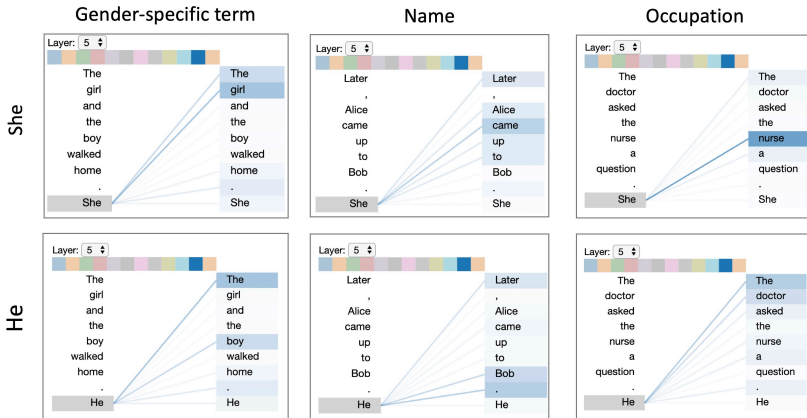 Gender-specific term
Name
Occupation
She
Layer: 5
The The
girl girl
and and
the the
boy boy
walked walked
home home
. .
She She
Layer: 5
Later Later
, ,
Alice Alice
came came
up up
to to
Bob Bob
. .
She She
Layer: 5
The The
doctor doctor
asked asked
the the
nurse nurse
a a
question question
. .
She She
He
Layer: 5
The The
girl girl
and and
the the
boy boy
walked walked
home home
. .
He He
Layer: 5
Later Later
, ,
Alice Alice
came came
up up
to to
Bob Bob
. .
He He
Layer: 5
The The
doctor doctor
asked asked
the the
nurse nurse
a a
question question
. .
He He